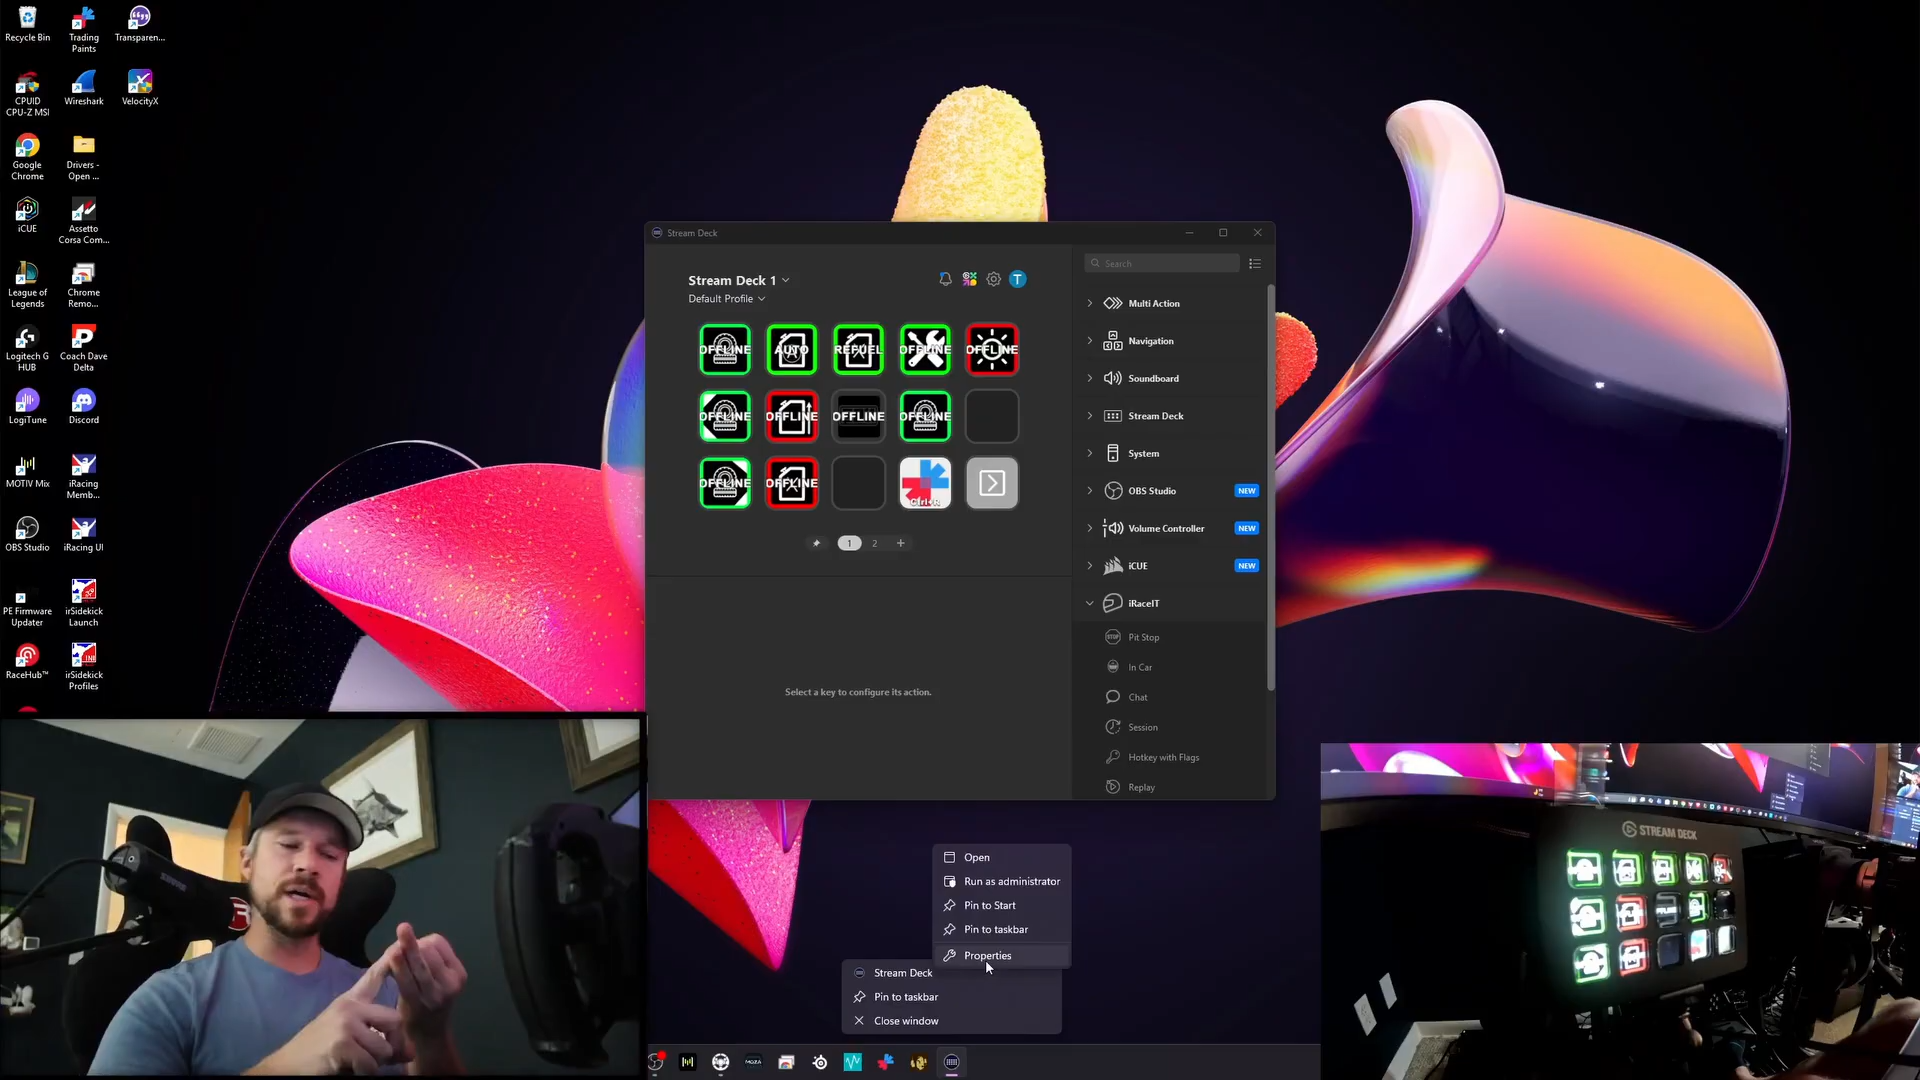 Recycle Bin
Trading
Paints
Transparen...
CPUID
CPU-Z MSI
Wireshark
VelocityX
Google
Chrome
Drivers -
Open ...
iCUE
Assetto
Corsa Com...
League of
Legends
Chrome
Remo...
Logitech G
HUB
Coach Dave
Delta
LogiTune
Discord
MOTIV Mix
iRacing
Memb...
OBS Studio
iRacing UI
PE Firmware
Updater
irSidekick
Launch
RaceHub™
irSidekick
Profiles
Stream Deck
Stream Deck 1
Default Profile
T
OFFLINE
AUTO
REFUEL
OFFLINE
OFFLINE
OFFLINE
OFFLINE
OFFLINE
OFFLINE
OFFLINE
OFFLINE
Ctrl+R
1
2
+
Select a key to configure its action.
Search
Multi Action
Navigation
Soundboard
Stream Deck
System
OBS Studio
NEW
Volume Controller
NEW
iCUE
NEW
iRaceIT
Pit Stop
In Car
Chat
Session
Hotkey with Flags
Replay
Open
Run as administrator
Pin to Start
Pin to taskbar
Properties
Stream Deck
Pin to taskbar
Close window
MOZA
SHURE
STREAM DECK